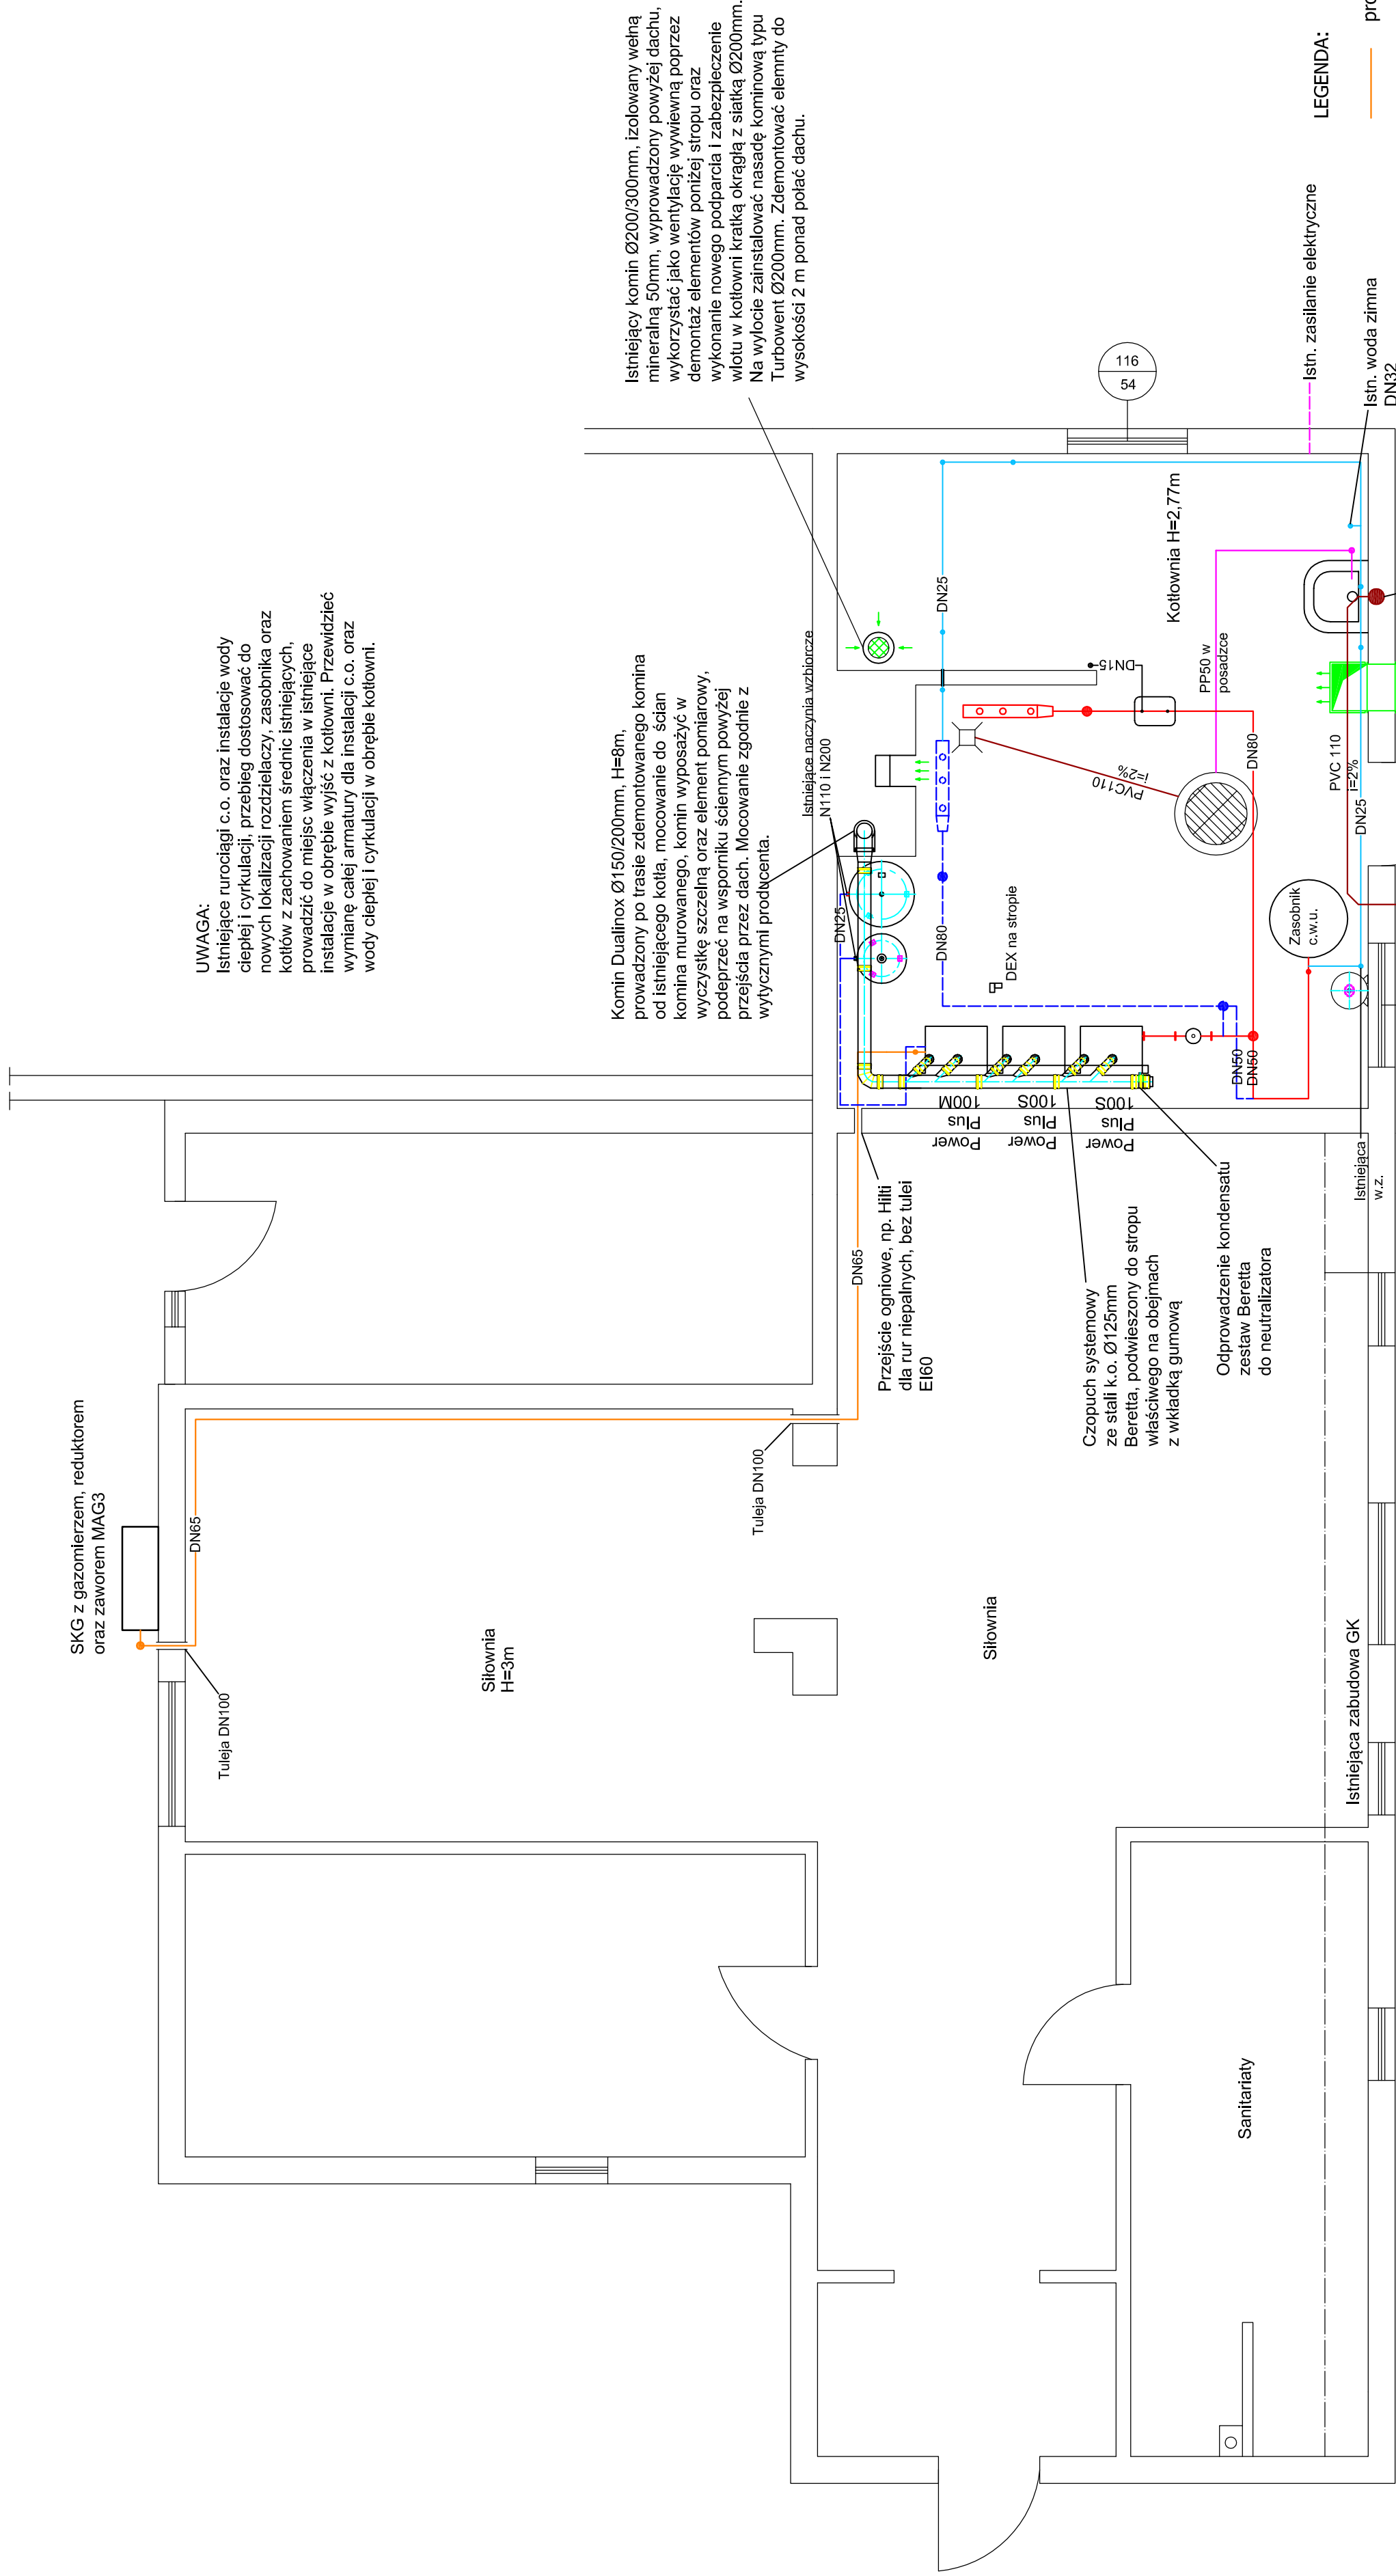 SKG z gazomierzem, reduktorem
oraz zaworem MAG3
DN65
Tuleja DN100
UWAGA:
Istniejące rurociągi c.o. oraz instalacje wody
ciepłej i cyrkulacji, przebieg dostosować do
nowych lokalizacji rozdzielaczy, zasobnika oraz
kotłów z zachowaniem średnic istniejących,
prowadzić do miejsc włączenia w istniejące
instalacje w obrębie wyjść z kotłowni. Przewidzieć
wymianę całej armatury dla instalacji c.o. oraz
wody ciepłej i cyrkulacji w obrębie kotłowni.
Siłownia
H=3m
Komin Dualinox Ø150/200mm, H=8m,
prowadzony po trasie zdemontowanego komina
od istniejącego kotła, mocowanie do ścian
komina murowanego, komin wyposażyć w
wyczystkę szczelną oraz element pomiarowy,
podeprzeć na wsporniku ściennym powyżej
przejścia przez dach. Mocowanie zgodnie z
wytycznymi producenta.
Istniejący komin Ø200/300mm, izolowany wełną
mineralną 50mm, wyprowadzony powyżej dachu,
wykorzystać jako wentylację wywiewną poprzez
demontaż elementów poniżej stropu oraz
wykonanie nowego podparcia i zabezpieczenie
wlotu w kotłowni kratką okrągłą z siatką Ø200mm.
Na wylocie zainstalować nasadę kominową typu
Turbowent Ø200mm. Zdemontować elemnty do
wysokości 2 m ponad połać dachu.
Tuleja DN100
Istniejące naczynia wzbiorcze
N110 i N200
DN25
DN65
Przejście ogniowe, np. Hilti
dla rur niepalnych, bez tulei
EI60
DN80
DN25
Power
Plus
100M
Power
Plus
100S
Power
Plus
100S
DEX na stropie
DN15
PVC110
i=2%
116
54
Siłownia
Czopuch systemowy
ze stali k.o. Ø125mm
Beretta, podwieszony do stropu
właściwego na obejmach
z wkładką gumową
Kotłownia H=2,77m
PP50 w
posadzce
Odprowadzenie kondensatu
zestaw Beretta
do neutralizatora
DN50
DN50
DN80
Zasobnik
c.w.u.
Sanitariaty
Istn. zasilanie elektryczne
LEGENDA:
PVC 110
i=2%
DN25
Istniejąca zabudowa GK
Istniejąca
w.z.
Istn. woda zimna
DN32